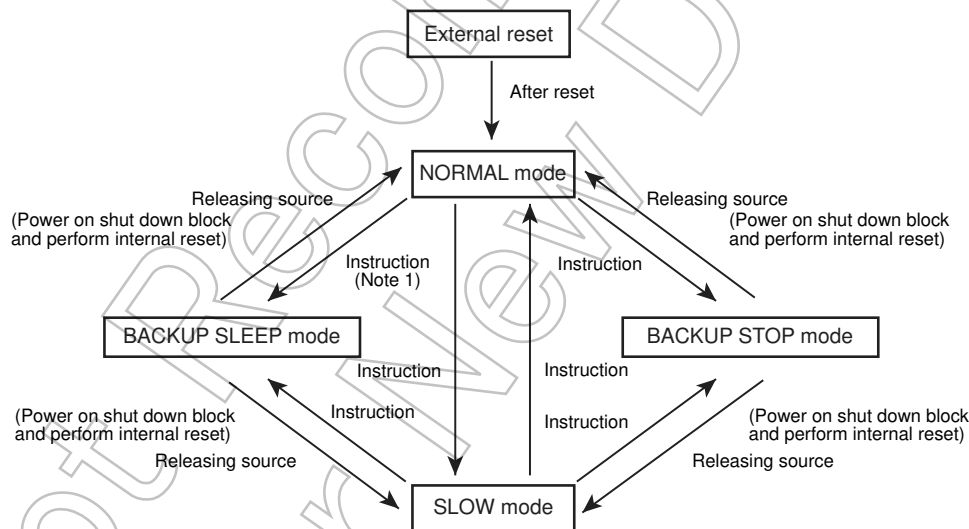 External reset
After reset
NORMAL mode
Releasing source
(Power on shut down block
and perform internal reset)
Releasing source
(Power on shut down block
and perform internal reset)
Instruction
(Note 1)
Instruction
BACKUP SLEEP mode
BACKUP STOP mode
Instruction
Instruction
Instruction
Instruction
(Power on shut down block
and perform internal reset)
Releasing source
(Power on shut down block
and perform internal reset)
Releasing source
SLOW mode